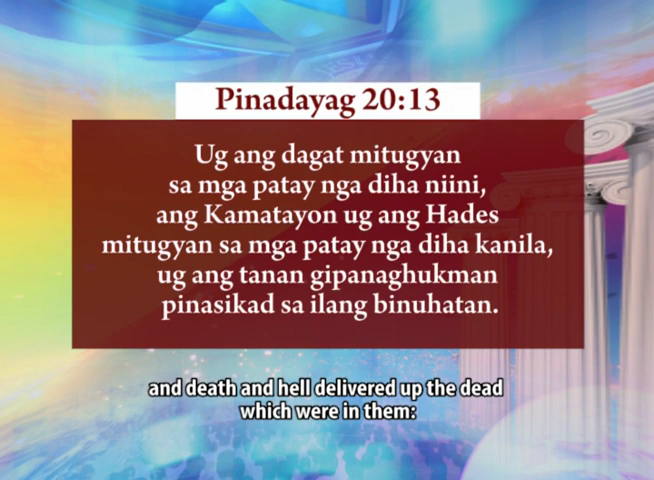 Pinadayag 20:13
Ug ang dagat mitugyan
sa mga patay nga diha niini,
ang Kamatayon ug ang Hades
mitugyan sa mga patay nga diha kanila,
ug ang tanan gipanaghukman
pinasikad sa ilang binuhatan.
and death and hell delivered up the dead
which were in them: